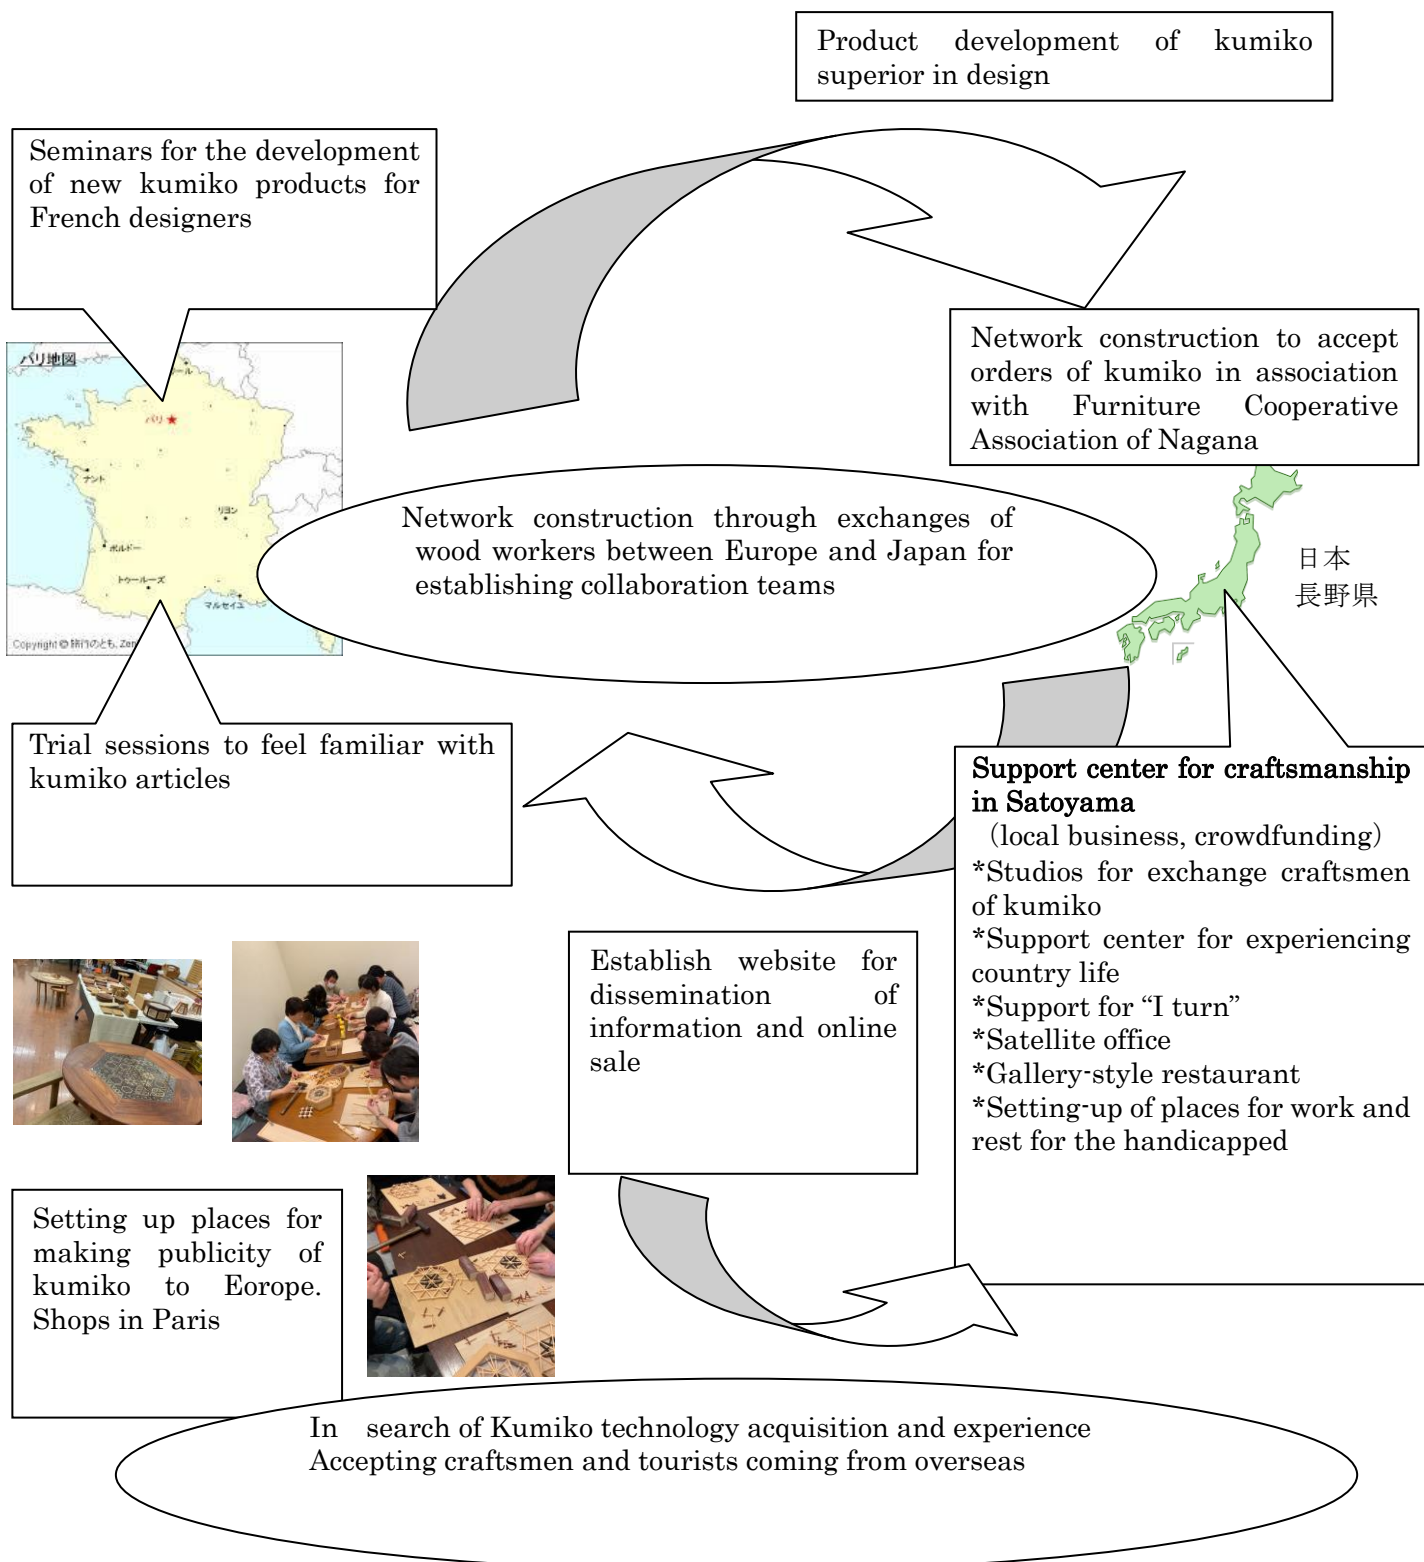 Product development of kumiko
superior in design
Seminars for the development
of new kumiko products for
French designers
Network construction to accept
orders of kumiko in association
with Furniture Cooperative
Association of Nagana
パリ地図
パリ★
ナント
リヨン
ボルドー
トゥールーズ
マルセイユ
Copyright © 旅行のとも、Zen
Network construction through exchanges of
wood workers between Europe and Japan for
establishing collaboration teams
日本
長野県
Trial sessions to feel familiar with
kumiko articles
Support center for craftsmanship
in Satoyama
（local business, crowdfunding）
*Studios for exchange craftsmen
of kumiko
*Support center for experiencing
country life
*Support for “I turn”
*Satellite office
*Gallery-style restaurant
*Setting-up of places for work and
rest for the handicapped
Establish website for
dissemination of
information and online
sale
Setting up places for
making publicity of
kumiko to Eorope.
Shops in Paris
In search of Kumiko technology acquisition and experience
Accepting craftsmen and tourists coming from overseas